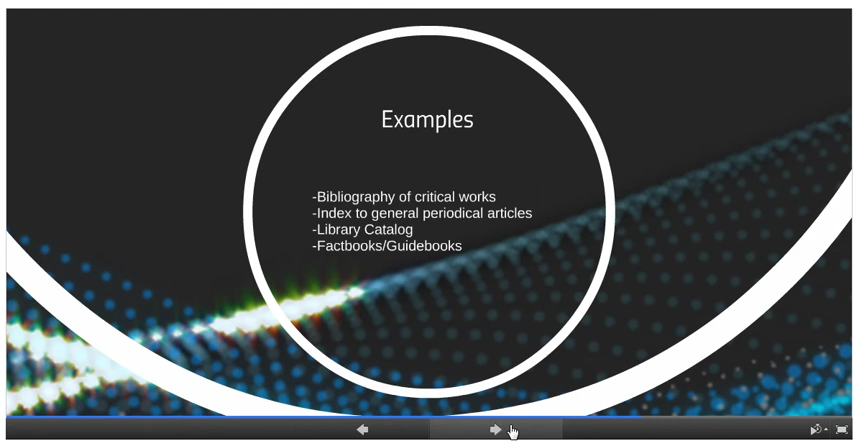 Examples
-Bibliography of critical works
-Index to general periodical articles
-Library Catalog
-Factbooks/Guidebooks